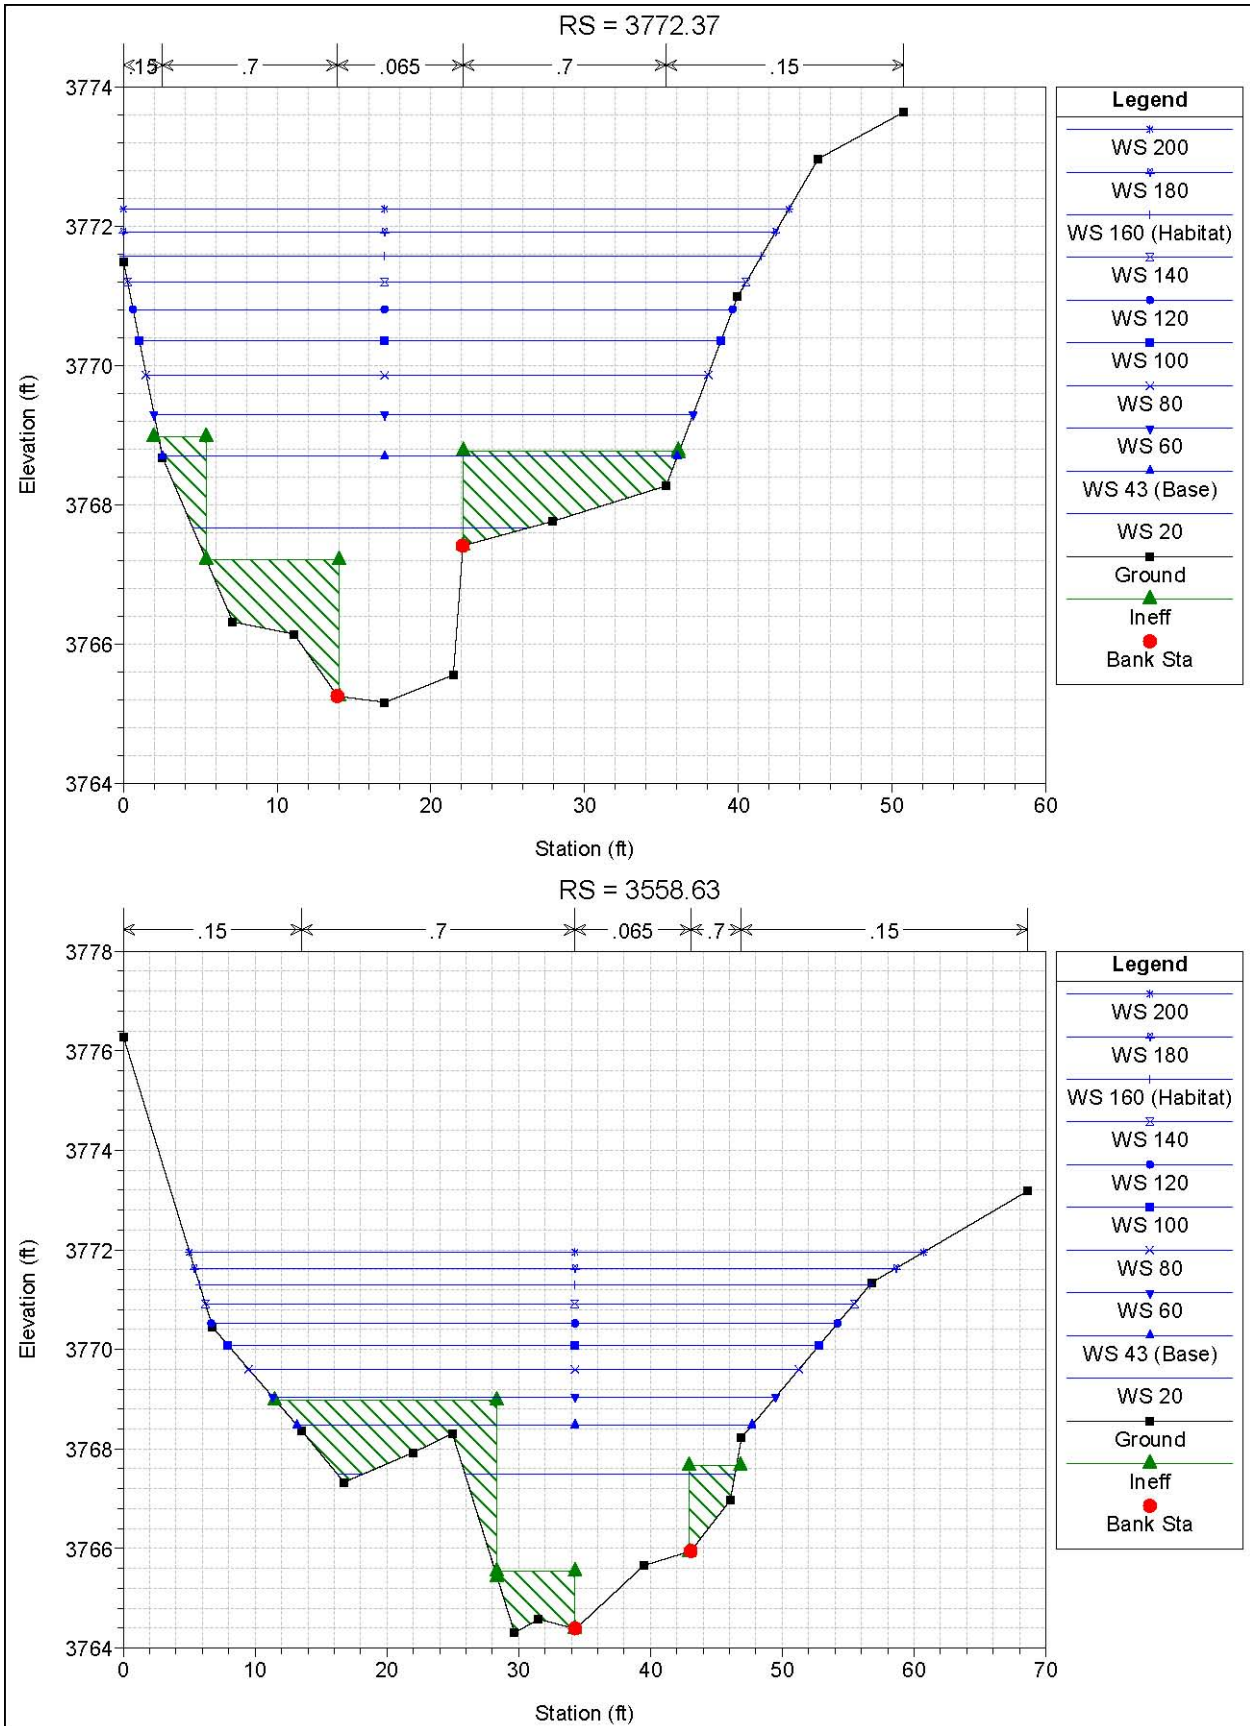 RS = 3772.37
.15 .7 .065 .7 .15
3774
3772
3770
3768
3766
3764
Elevation (ft)
0 10 20 30 40 50 60
Station (ft)
Legend
WS 200
WS 180
WS 160 (Habitat)
WS 140
WS 120
WS 100
WS 80
WS 60
WS 43 (Base)
WS 20
Ground
Ineff
Bank Sta
RS = 3558.63
.15 .7 .065 .7 .15
3778
3776
3774
3772
3770
3768
3766
3764
Elevation (ft)
0 10 20 30 40 50 60 70
Station (ft)
Legend
WS 200
WS 180
WS 160 (Habitat)
WS 140
WS 120
WS 100
WS 80
WS 60
WS 43 (Base)
WS 20
Ground
Ineff
Bank Sta